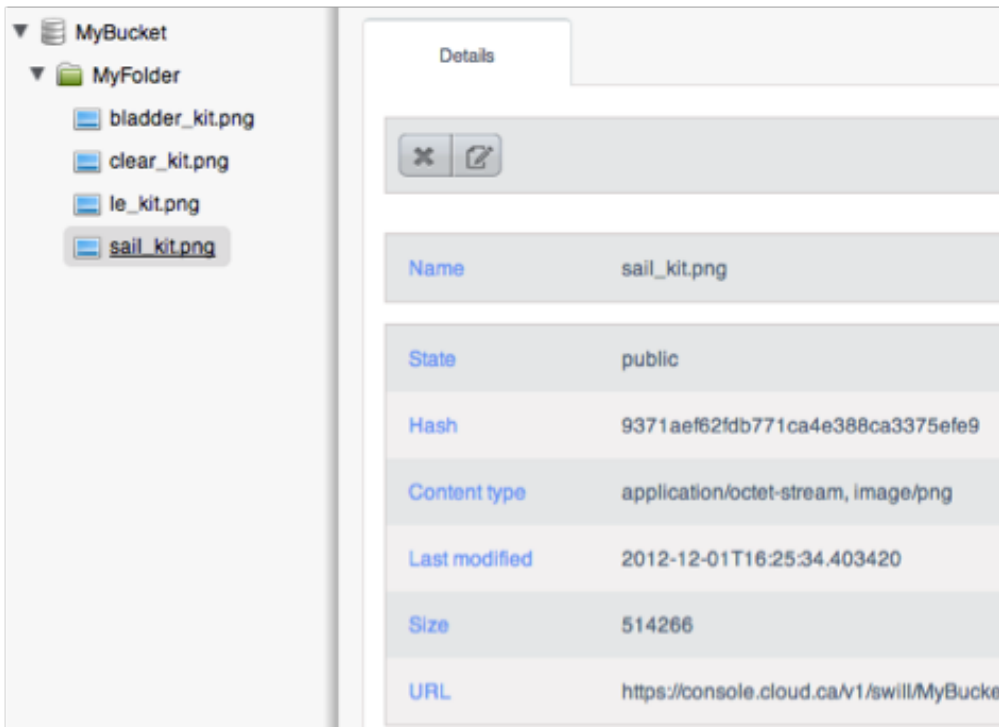 MyBucket
MyFolder
bladder_kit.png
clear_kit.png
le_kit.png
sail_kit.png
Details
Name sail_kit.png
State public
Hash 9371aef62fdb771ca4e388ca3375efe9
Content type application/octet-stream, image/png
Last modified 2012-12-01T16:25:34.403420
Size 514266
URL https://console.cloud.ca/v1/swill/MyBucke